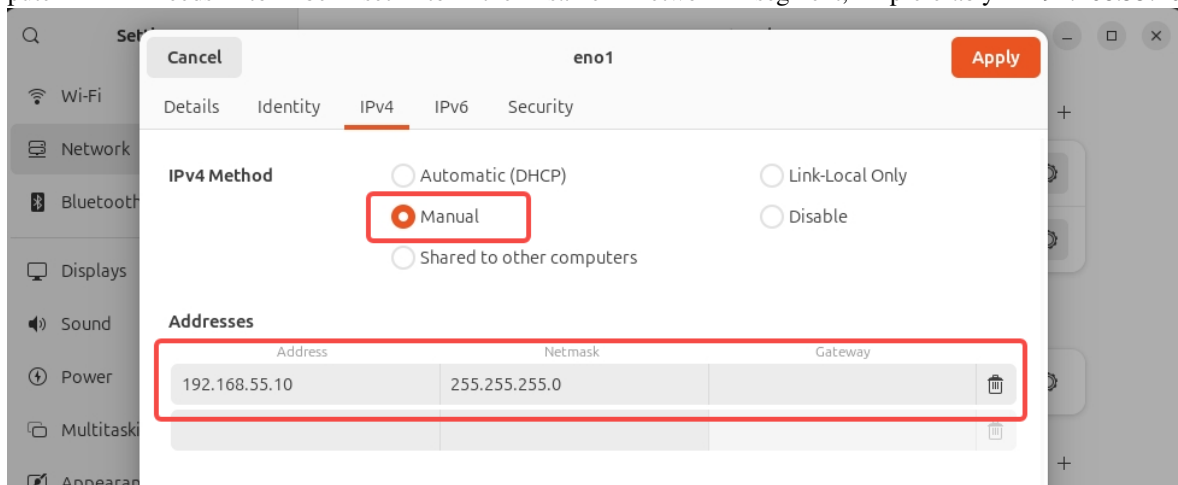 Cancel
eno1
Apply
Wi-Fi
Details Identity IPv4 IPv6 Security
Network
IPv4 Method
Automatic (DHCP)
Link-Local Only
Manual
Disable
Shared to other computers
Displays
Sound
Addresses
Address Netmask Gateway
Power
192.168.55.10 255.255.255.0